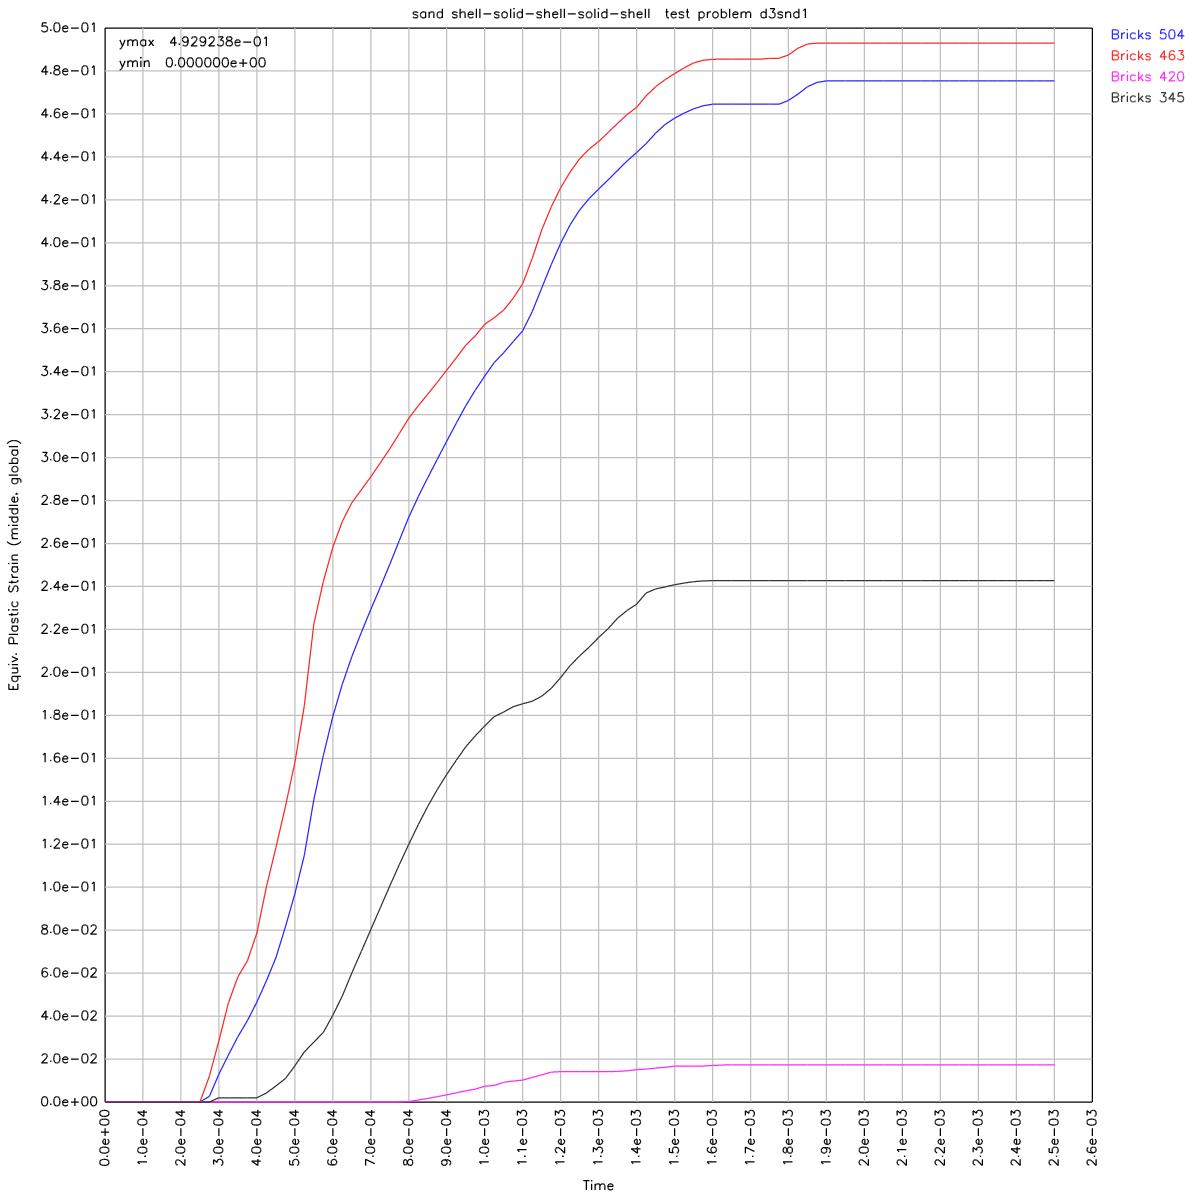 sand shell-solid-shell-solid-shell test problem d3snd1
ymax 4.929238e-01
ymin 0.000000e+00
Bricks 504
Bricks 463
Bricks 420
Bricks 345
Equiv. Plastic Strain (middle, global)
5.0e-01
4.8e-01
4.6e-01
4.4e-01
4.2e-01
4.0e-01
3.8e-01
3.6e-01
3.4e-01
3.2e-01
3.0e-01
2.8e-01
2.6e-01
2.4e-01
2.2e-01
2.0e-01
1.8e-01
1.6e-01
1.4e-01
1.2e-01
1.0e-01
8.0e-02
6.0e-02
4.0e-02
2.0e-02
0.0e+00
0.0e+00
1.0e-04
2.0e-04
3.0e-04
4.0e-04
5.0e-04
6.0e-04
7.0e-04
8.0e-04
9.0e-04
1.0e-03
1.1e-03
1.2e-03
1.3e-03
1.4e-03
1.5e-03
1.6e-03
1.7e-03
1.8e-03
1.9e-03
2.0e-03
2.1e-03
2.2e-03
2.3e-03
2.4e-03
2.5e-03
2.6e-03
Time